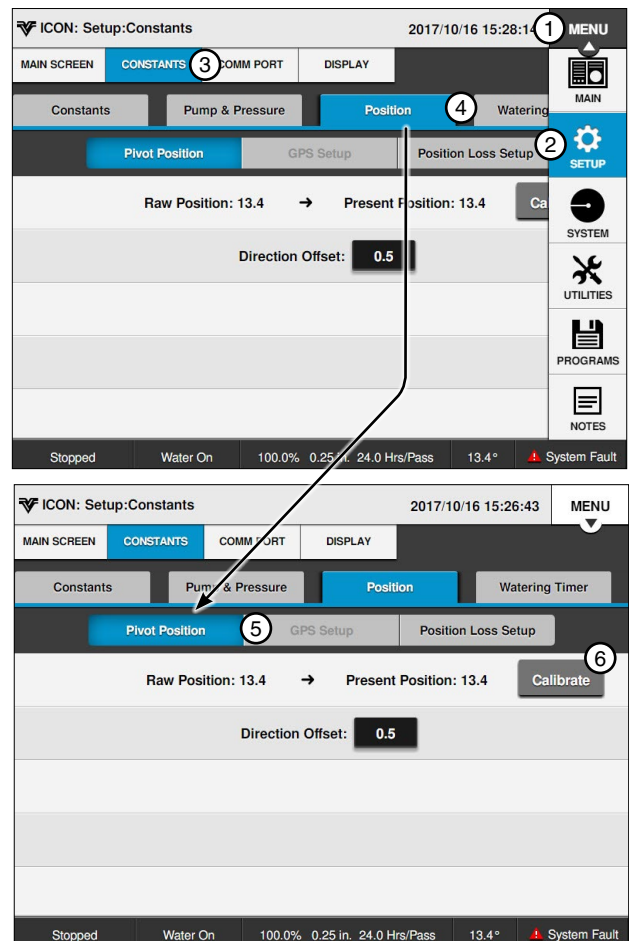 ICON: Setup:Constants 2017/10/16 15:28:14 1 MENU
MAIN SCREEN CONSTANTS 3 COMM PORT DISPLAY
MAIN
Constants Pump & Pressure Position 4 Watering
2 SETUP
Pivot Position GPS Setup Position Loss Setup
Raw Position: 13.4 → Present Position: 13.4 Ca
SYSTEM
Direction Offset: 0.5
UTILITIES
PROGRAMS
NOTES
Stopped Water On 100.0% 0.25 in. 24.0 Hrs/Pass 13.4° System Fault
ICON: Setup:Constants 2017/10/16 15:26:43 MENU
MAIN SCREEN CONSTANTS COMM PORT DISPLAY
Constants Pump & Pressure Position Watering Timer
Pivot Position 5 GPS Setup Position Loss Setup
6
Raw Position: 13.4 → Present Position: 13.4 Calibrate
Direction Offset: 0.5
Stopped Water On 100.0% 0.25 in. 24.0 Hrs/Pass 13.4° System Fault